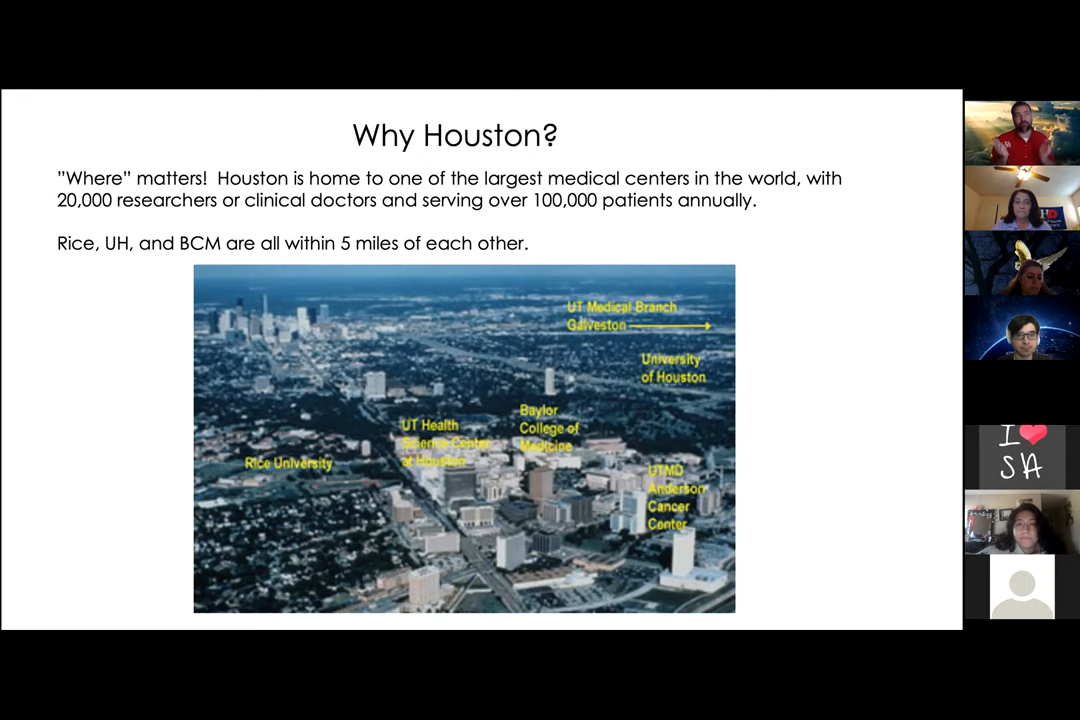 Why Houston?
”Where” matters!  Houston is home to one of the largest medical centers in the world, with
20,000 researchers or clinical doctors and serving over 100,000 patients annually.
Rice, UH, and BCM are all within 5 miles of each other.
UT Medical Branch
Galveston
University
of Houston
Baylor
College of
Medicine
UT Health
Science Center
at Houston
Rice University
UTMD
Anderson
Cancer
Center
I
SA